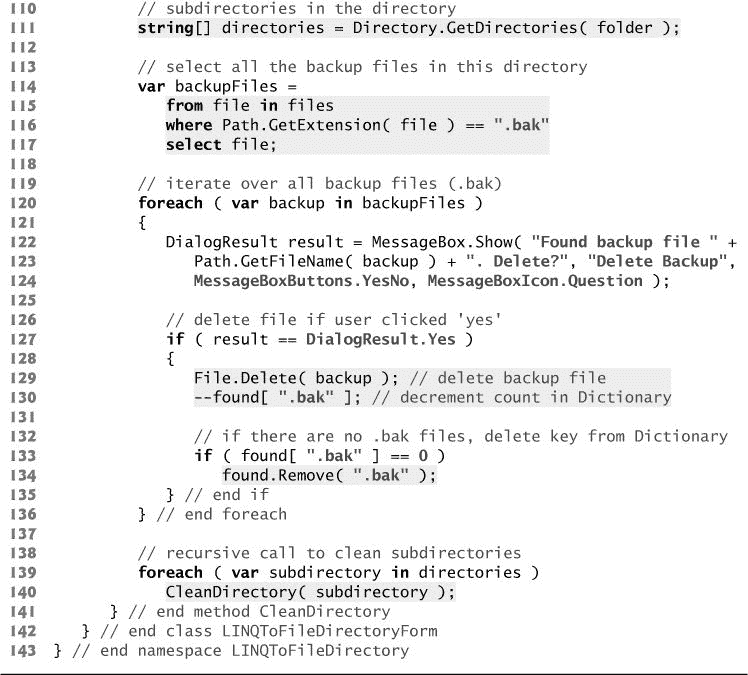 110 // subdirectories in the directory
111 string[] directories = Directory.GetDirectories( folder );
112
113 // select all the backup files in this directory
114 var backupFiles =
115 from file in files
116 where Path.GetExtension( file ) == ".bak"
117 select file;
118
119 // iterate over all backup files (.bak)
120 foreach ( var backup in backupFiles )
121 {
122 DialogResult result = MessageBox.Show( "Found backup file " +
123 Path.GetFileName( backup ) + ". Delete?", "Delete Backup",
124 MessageBoxButtons.YesNo, MessageBoxIcon.Question );
125
126 // delete file if user clicked 'yes'
127 if ( result == DialogResult.Yes )
128 {
129 File.Delete( backup ); // delete backup file
130 --found[ ".bak" ]; // decrement count in Dictionary
131
132 // if there are no .bak files, delete key from Dictionary
133 if ( found[ ".bak" ] == 0 )
134 found.Remove( ".bak" );
135 } // end if
136 } // end foreach
137
138 // recursive call to clean subdirectories
139 foreach ( var subdirectory in directories )
140 CleanDirectory( subdirectory );
141 } // end method CleanDirectory
142 } // end class LINQToFileDirectoryForm
143 } // end namespace LINQToFileDirectory